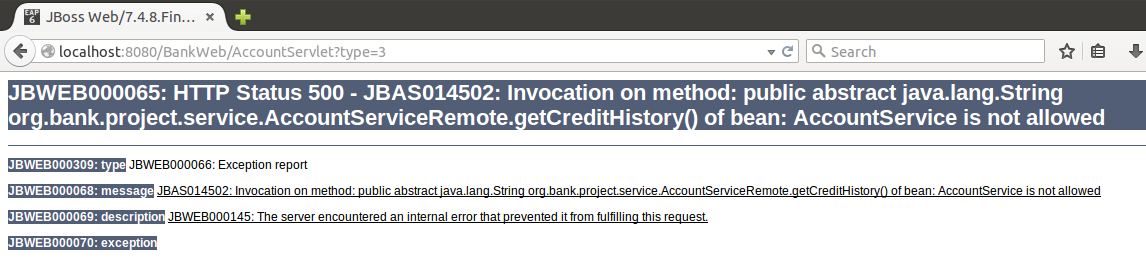 EAP
6
JBoss Web/7.4.8.Fin...
localhost:8080/BankWeb/AccountServlet?type=3
Search
JBWEB000065: HTTP Status 500 - JBAS014502: Invocation on method: public abstract java.lang.String
org.bank.project.service.AccountServiceRemote.getCreditHistory() of bean: AccountService is not allowed
JBWEB000309: type JBWEB000066: Exception report
JBWEB000068: message JBAS014502: Invocation on method: public abstract java.lang.String org.bank.project.service.AccountServiceRemote.getCreditHistory() of bean: AccountService is not allowed
JBWEB000069: description JBWEB000145: The server encountered an internal error that prevented it from fulfilling this request.
JBWEB000070: exception